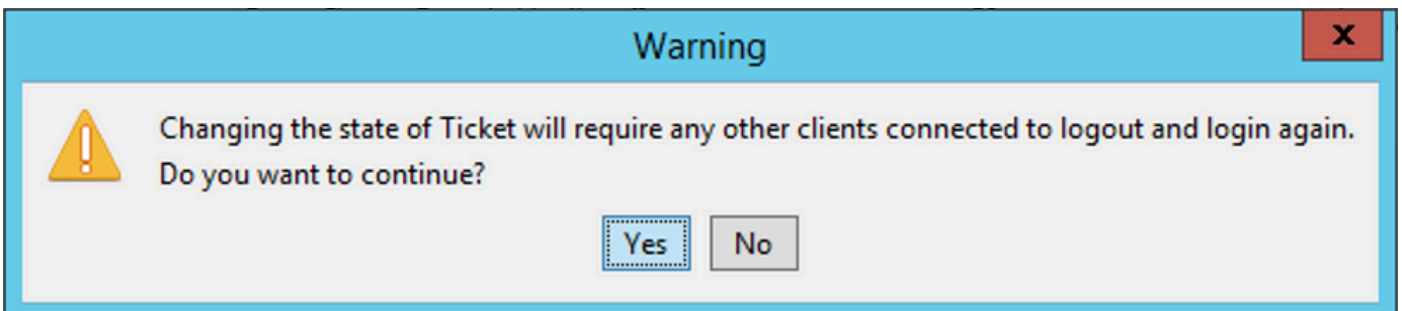 Warning
X
Changing the state of Ticket will require any other clients connected to logout and login again.
Do you want to continue?
Yes
No